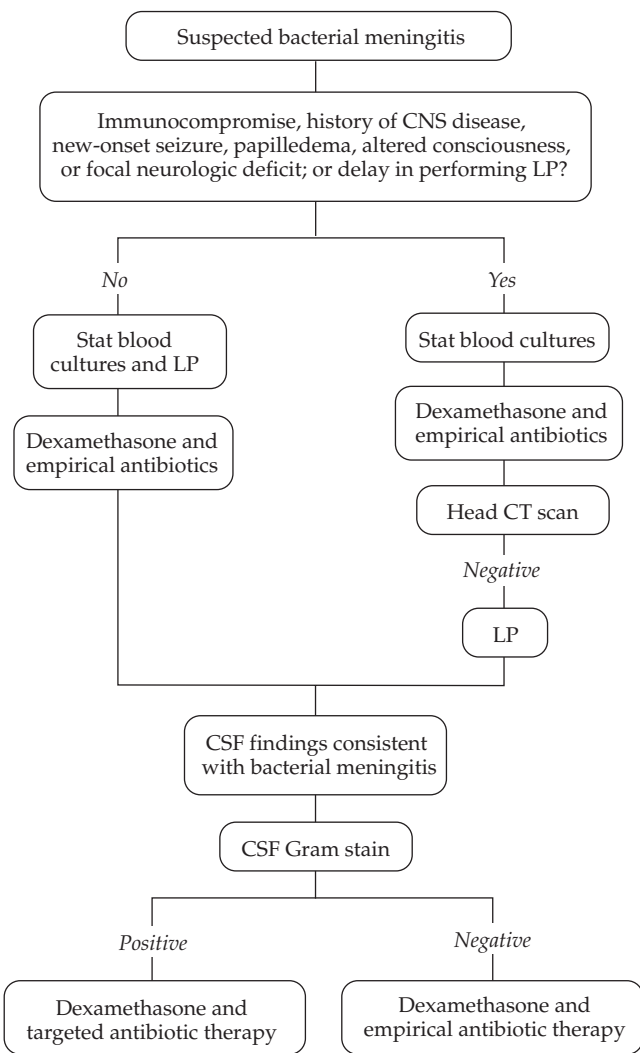 Suspected bacterial meningitis
Immunocompromise, history of CNS disease,
new-onset seizure, papilledema, altered consciousness,
or focal neurologic deficit; or delay in performing LP?
No
Yes
Stat blood
cultures and LP
Stat blood cultures
Dexamethasone and
empirical antibiotics
Dexamethasone and
empirical antibiotics
Head CT scan
Negative
LP
CSF findings consistent
with bacterial meningitis
CSF Gram stain
Positive
Negative
Dexamethasone and
targeted antibiotic therapy
Dexamethasone and
empirical antibiotic therapy